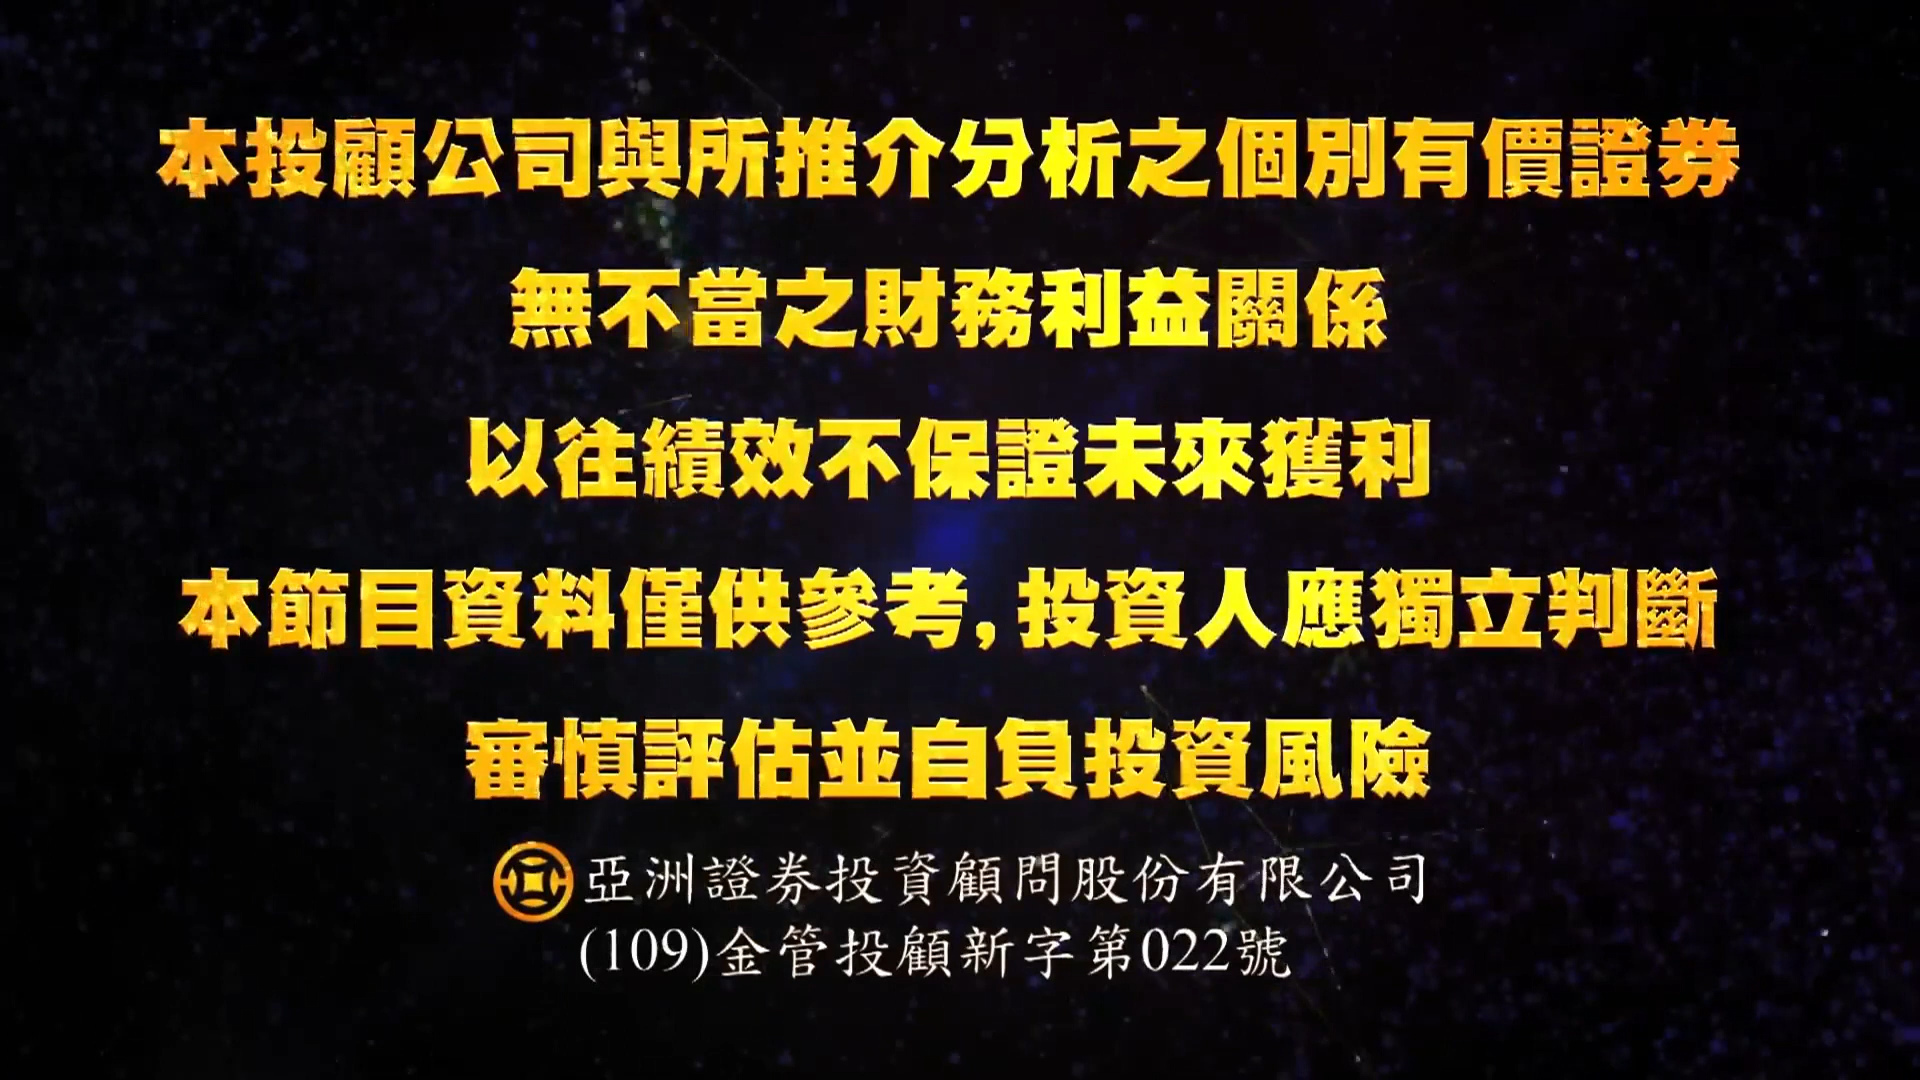 本投顧公司與所推介分析之個別有價證券
無不當之財務利益關係
以往績效不保證未來獲利
本節目資料僅供參考,投資人應獨立判斷
審慎評估並自負投資風險
亞洲證券投資顧問股份有限公司
(109)金管投顧新字第022號